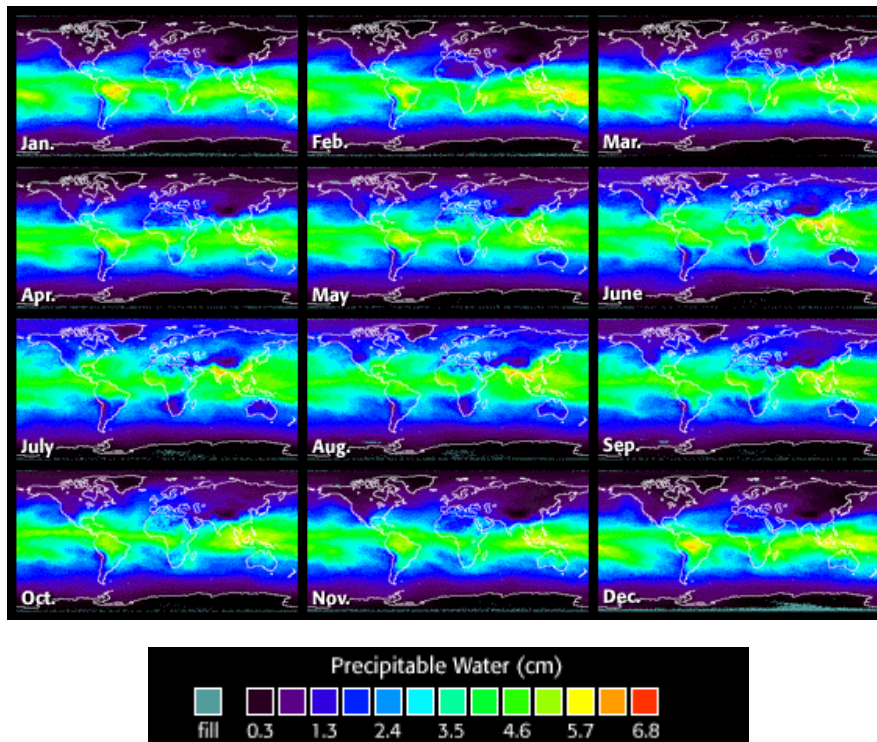 Jan.
Feb.
Mar.
Apr.
May
June
July
Aug.
Sep.
Oct.
Nov.
Dec.
Precipitable Water (cm)
fill 0.3 1.3 2.4 3.5 4.6 5.7 6.8